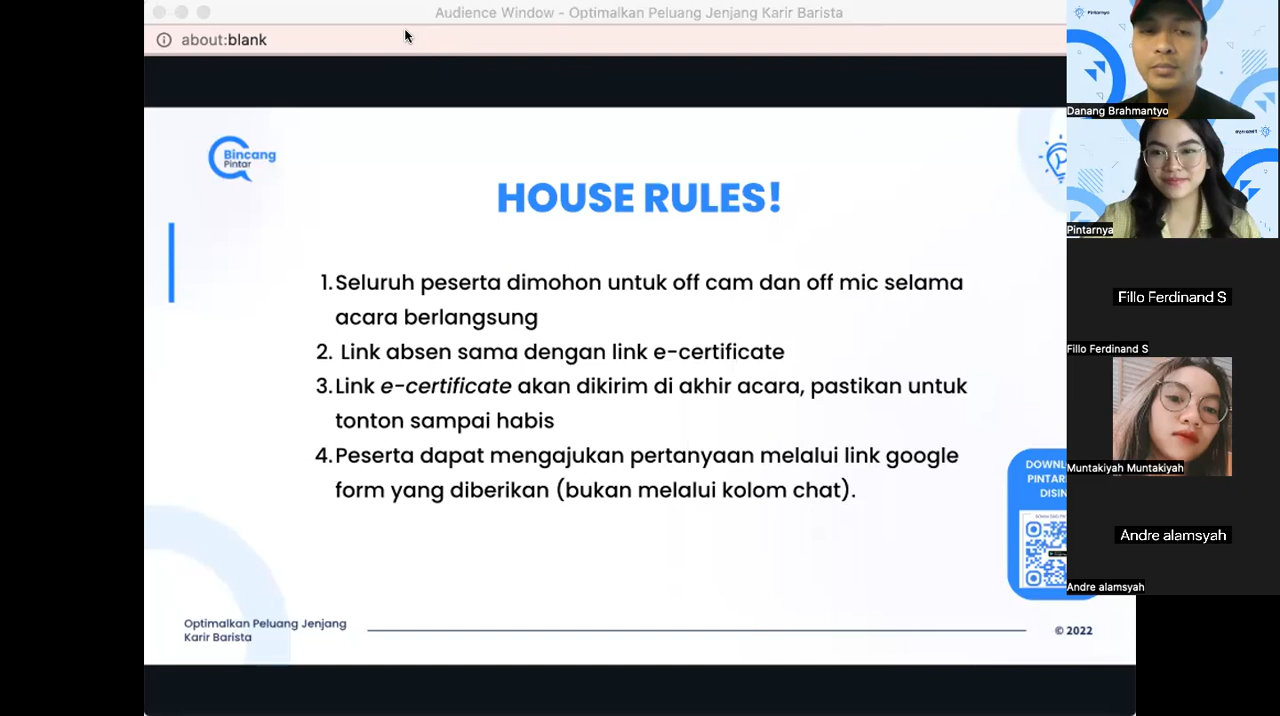 Audience Window - Optimalkan Peluang Jenjang Karir Barista
about:blank
Bincang
Pintar
HOUSE RULES!
1. Seluruh peserta dimohon untuk off cam dan off mic selama
acara berlangsung
2. Link absen sama dengan link e-certificate
3. Link e-certificate akan dikirim di akhir acara, pastikan untuk
tonton sampai habis
4. Peserta dapat mengajukan pertanyaan melalui link google
form yang diberikan (bukan melalui kolom chat).
Optimalkan Peluang Jenjang
Karir Barista
© 2022
Pintarnya
Danang Brahmantyo
Pintarnya
Pintarnya
Fillo Ferdinand S
Fillo Ferdinand S
Muntakiyah Muntakiyah
Andre alamsyah
Andre alamsyah